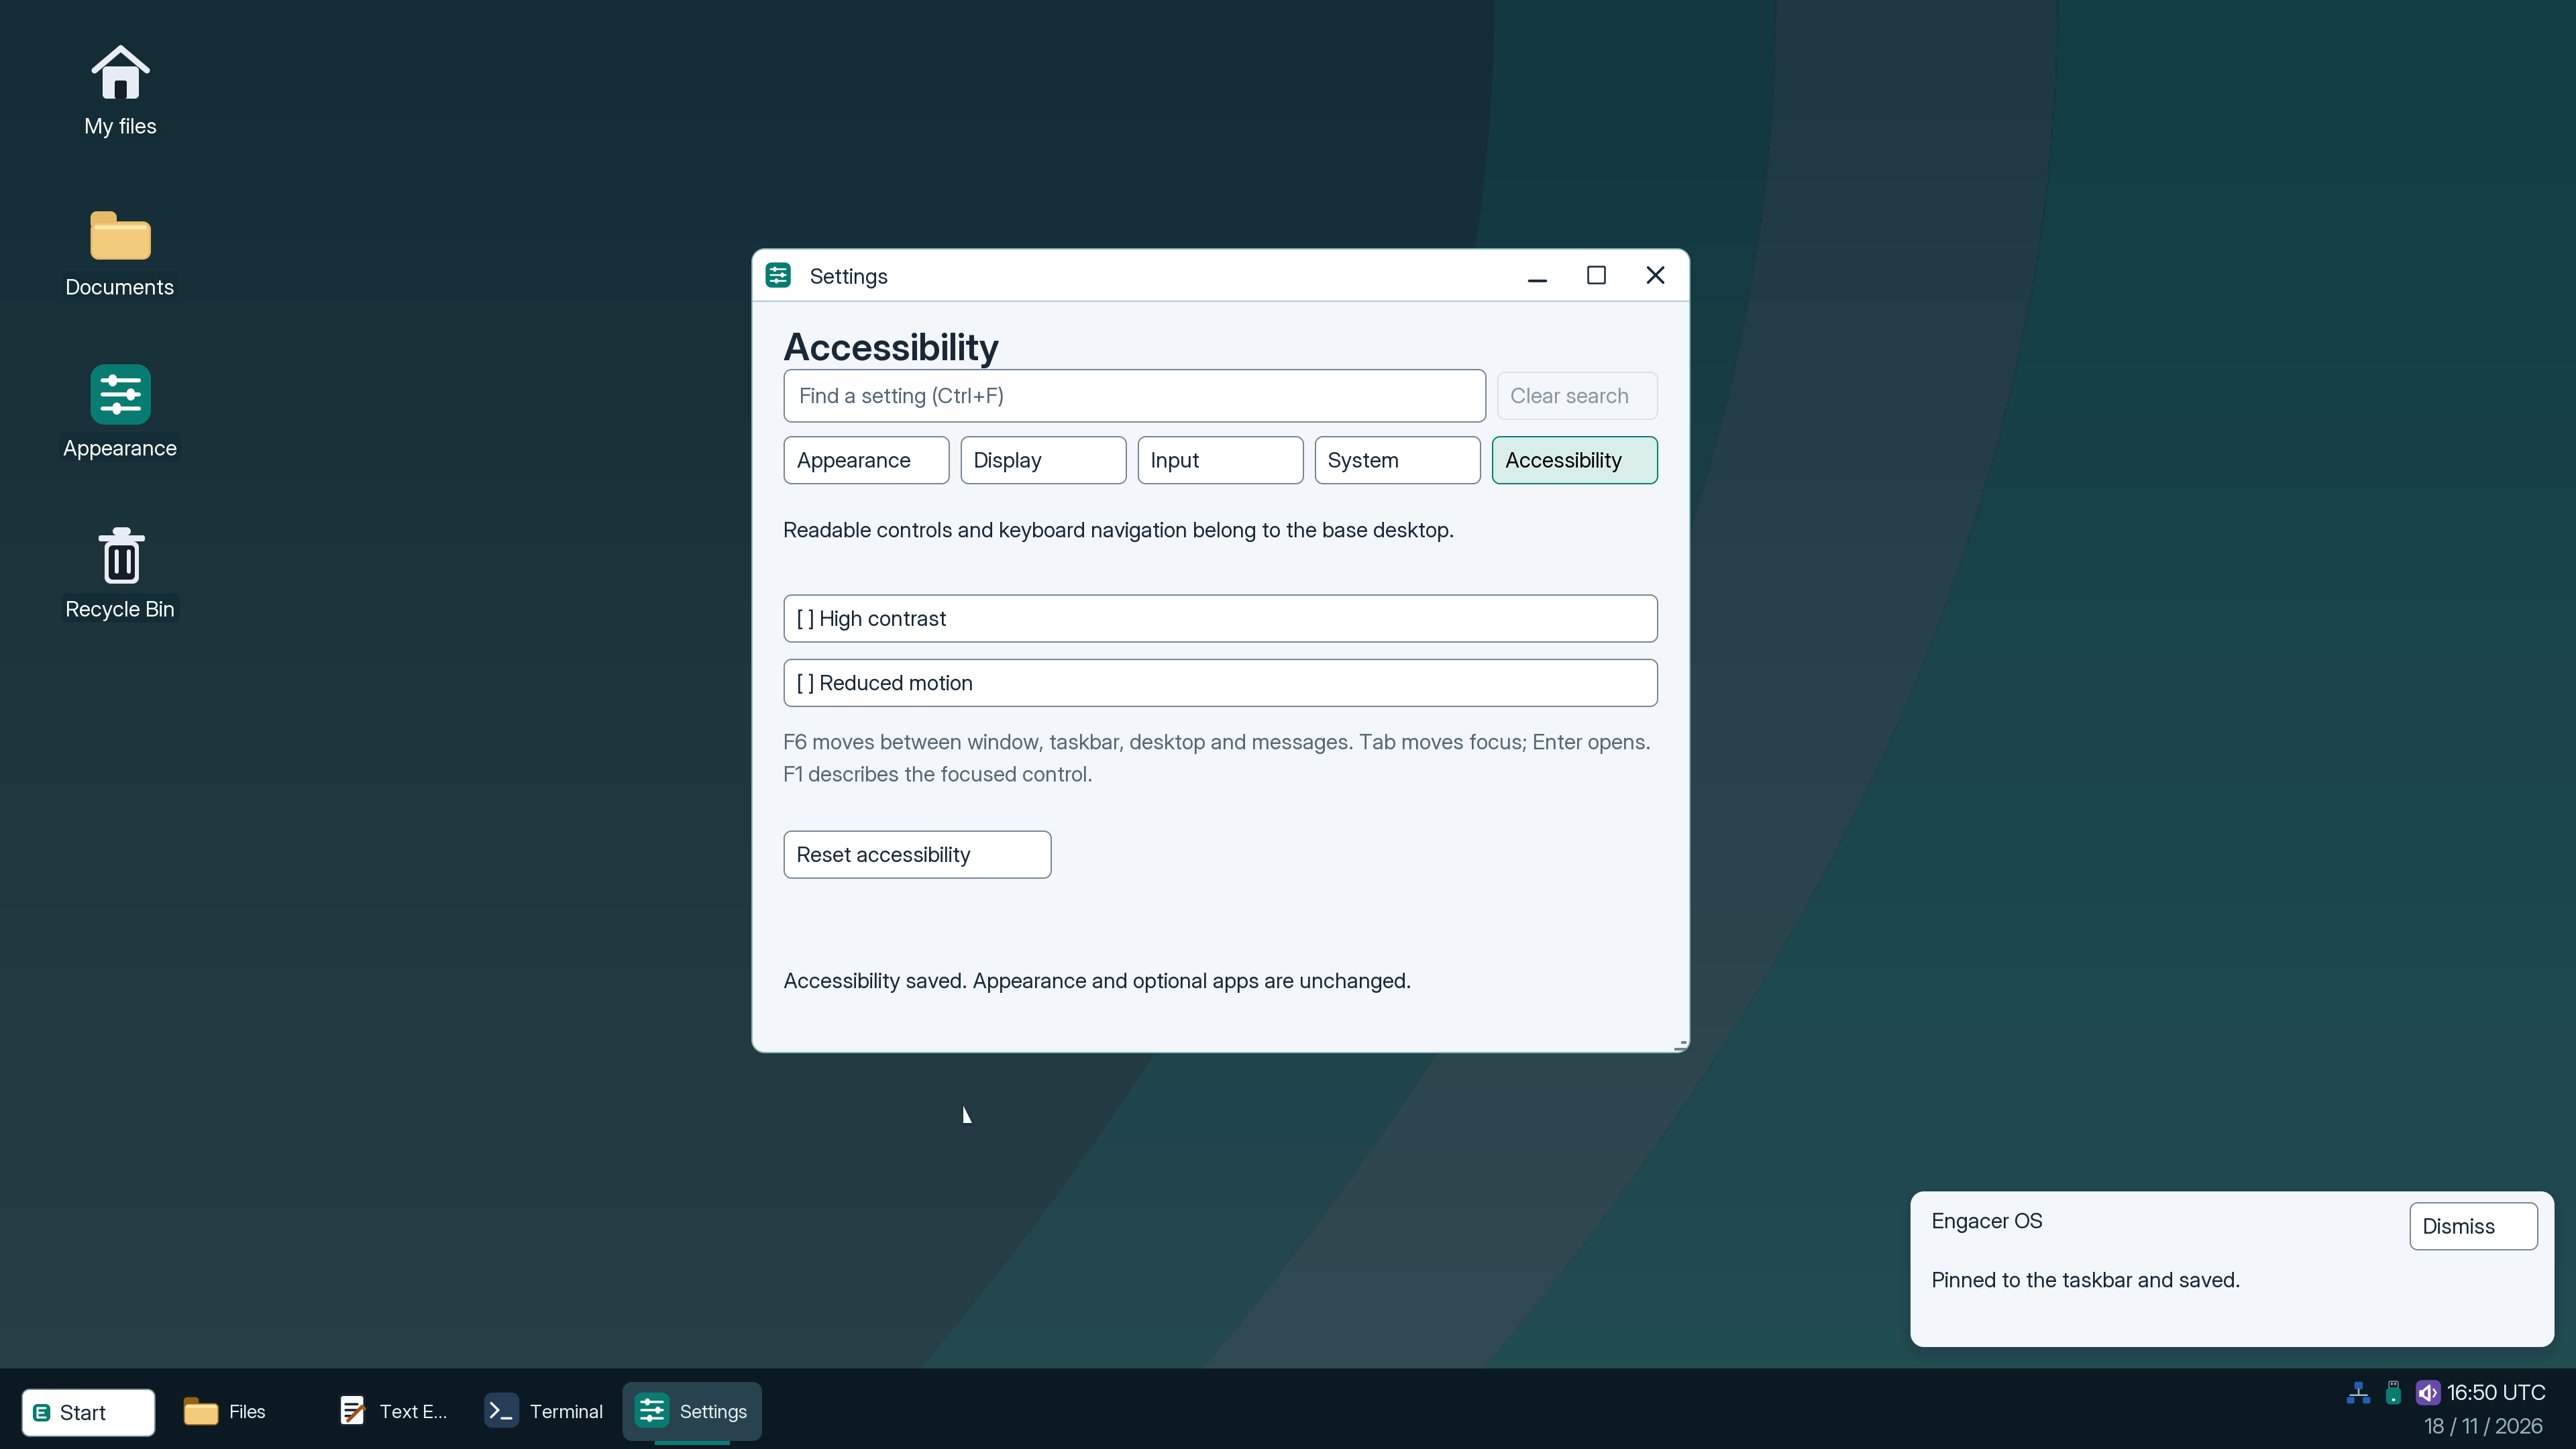 My files
Documents
Appearance
Recycle Bin
Settings
Accessibility
Find a setting (Ctrl+F)
Clear search
Appearance
Display
Input
System
Accessibility
Readable controls and keyboard navigation belong to the base desktop.
[ ] High contrast
[ ] Reduced motion
F6 moves between window, taskbar, desktop and messages. Tab moves focus; Enter opens.
F1 describes the focused control.
Reset accessibility
Accessibility saved. Appearance and optional apps are unchanged.
Engacer OS
Dismiss
Pinned to the taskbar and saved.
E Start
Files
Text E...
Terminal
Settings
16:50 UTC
18 / 11 / 2026